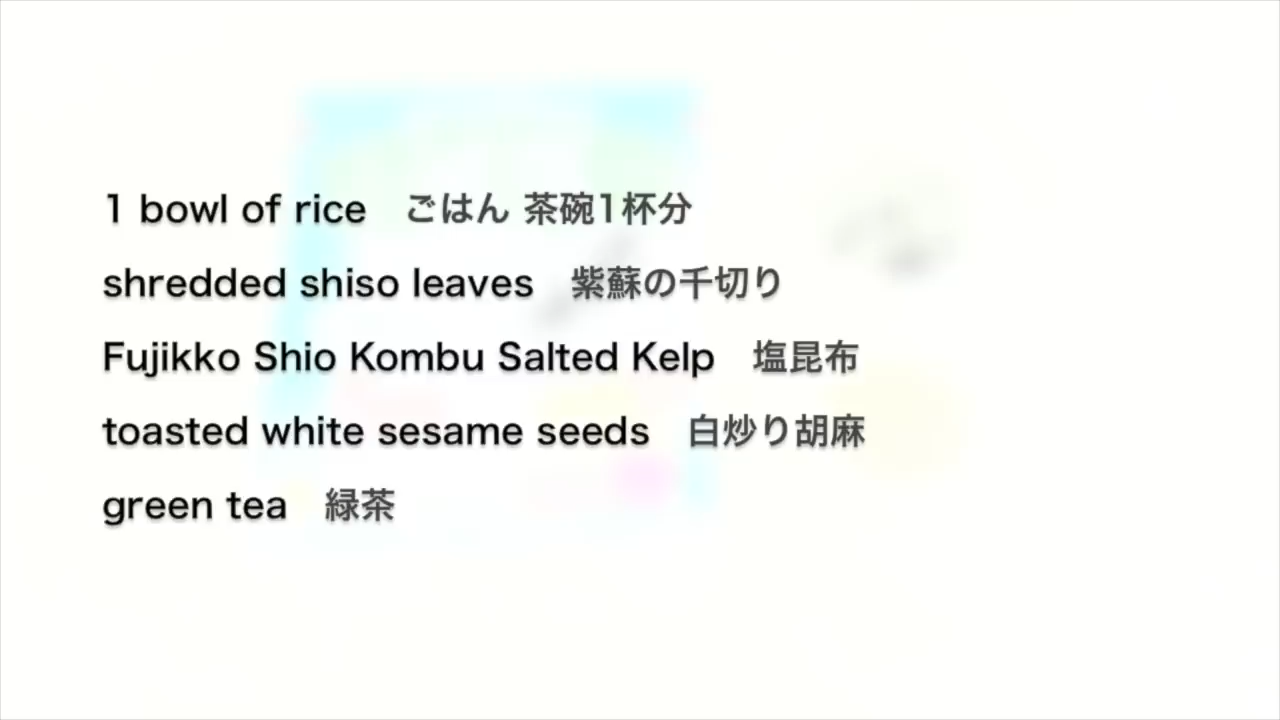 1 bowl of rice ごはん 茶碗1杯分
shredded shiso leaves 紫蘇の千切り
Fujikko Shio Kombu Salted Kelp 塩昆布
toasted white sesame seeds 白炒り胡麻
green tea 緑茶